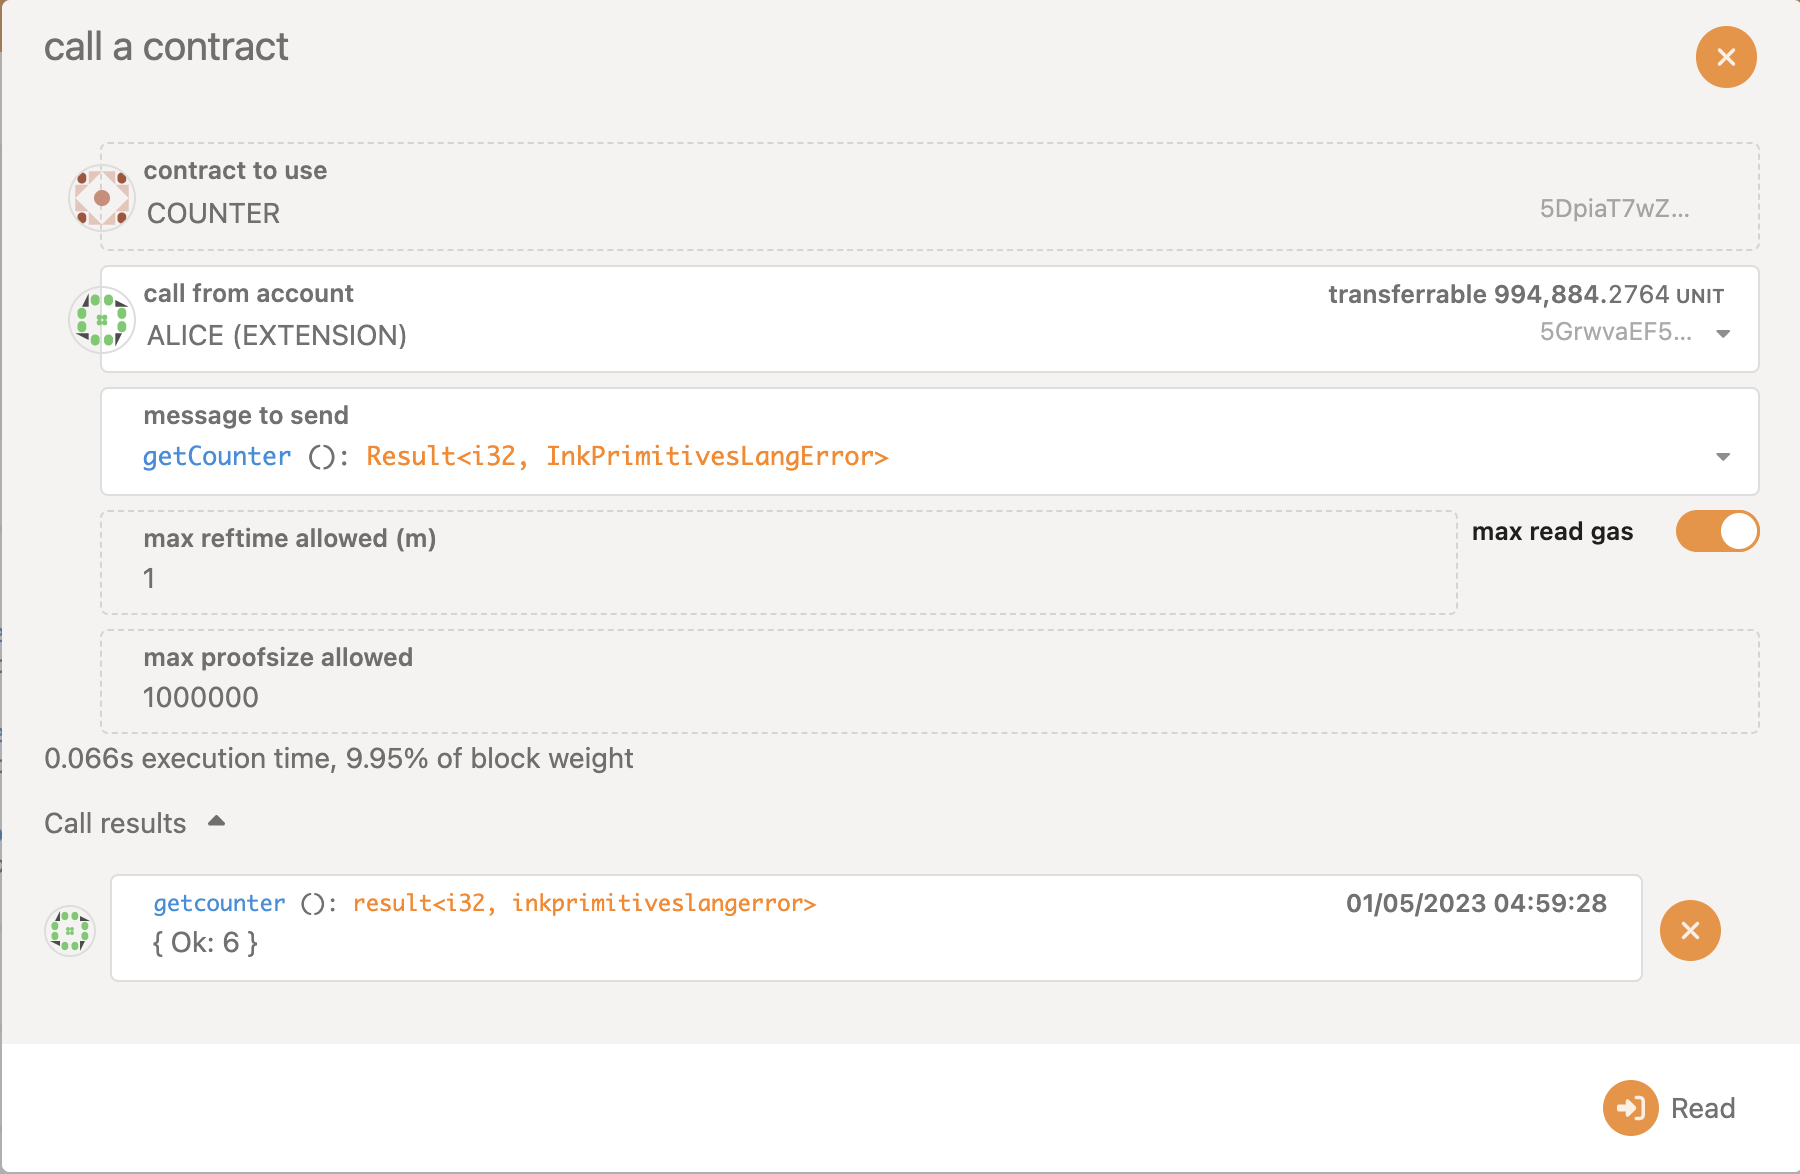 call a contract
contract to use
COUNTER
5DpiaT7wZ...
call from account
transferrable 994,884.2764 UNIT
ALICE (EXTENSION)
5GrwvaEF5...
message to send
getCounter (): Result<i32, InkPrimitivesLangError>
max reftime allowed (m)
1
max read gas
max proofsize allowed
1000000
0.066s execution time, 9.95% of block weight
Call results
getcounter (): result<i32, inkprimitiveslangerror>
01/05/2023 04:59:28
{ Ok: 6 }
Read